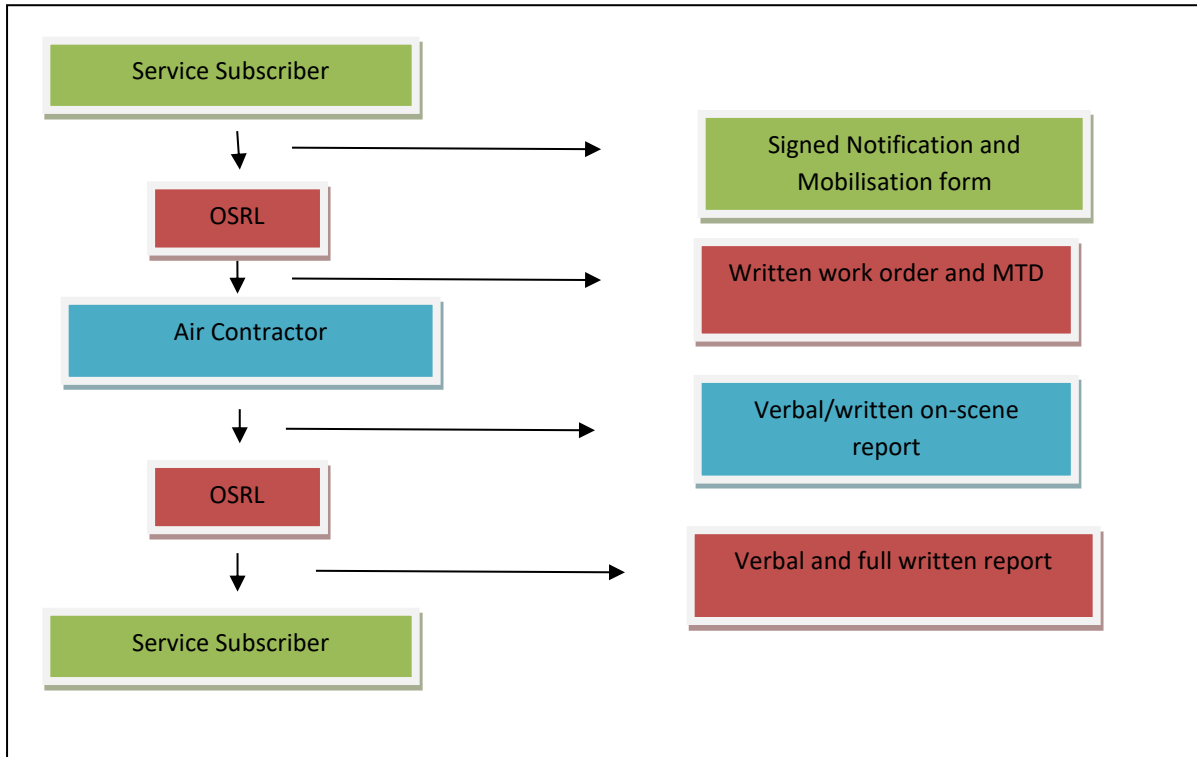 Service Subscriber
Signed Notification and
Mobilisation form
OSRL
Written work order and MTD
Air Contractor
Verbal/written on-scene
report
OSRL
Verbal and full written report
Service Subscriber